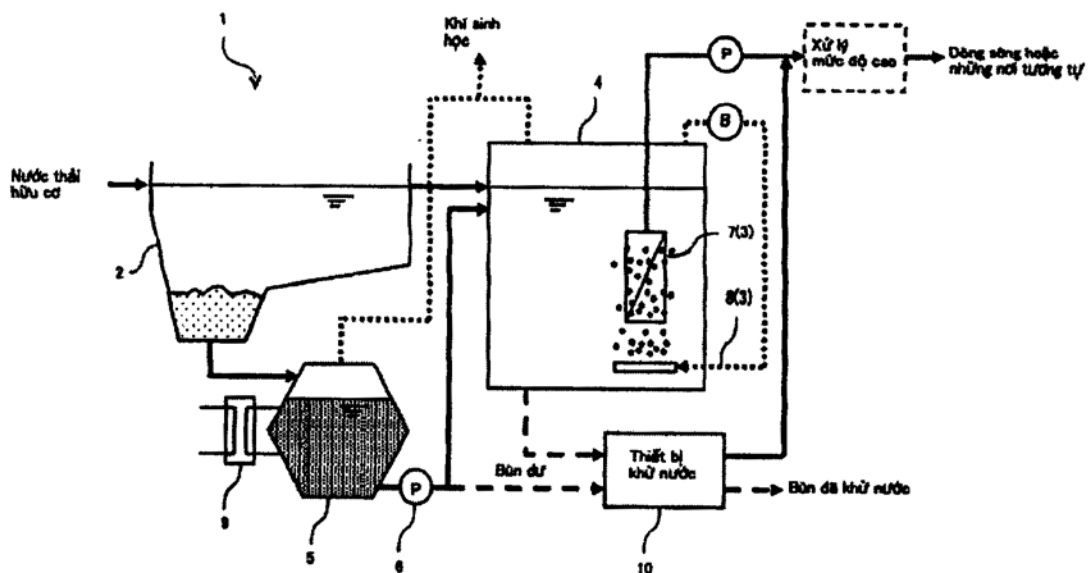 1
Khí sinh
học
4
P
Xử lý
mức độ cao
Dòng sông hoặc
những nơi tương tự
B
Nước thải
hữu cơ
2
7(3)
8(3)
9
5
P
6
Bùn dư
Thiết bị
khử nước
Bùn đã khử nước
10